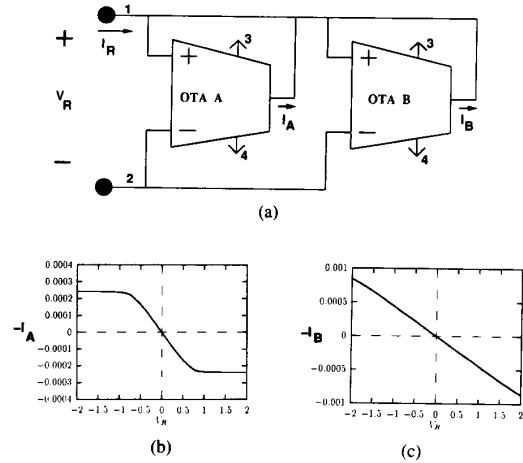 1
+
I_R
V_R
−
2
+
OTA A
−
3
4
I_A
+
OTA B
−
3
4
I_B
(a)
0.0004
0.0003
0.0002
0.0001
0
-0.0001
-0.0002
-0.0003
-0.0004
-I_A
-2 -1.5 -1 -0.5 0 0.5 1 1.5 2
V_R
(b)
0.001
0.0005
0
-0.0005
-0.001
-I_B
-2 -1.5 -1 -0.5 0 0.5 1 1.5 2
V_R
(c)